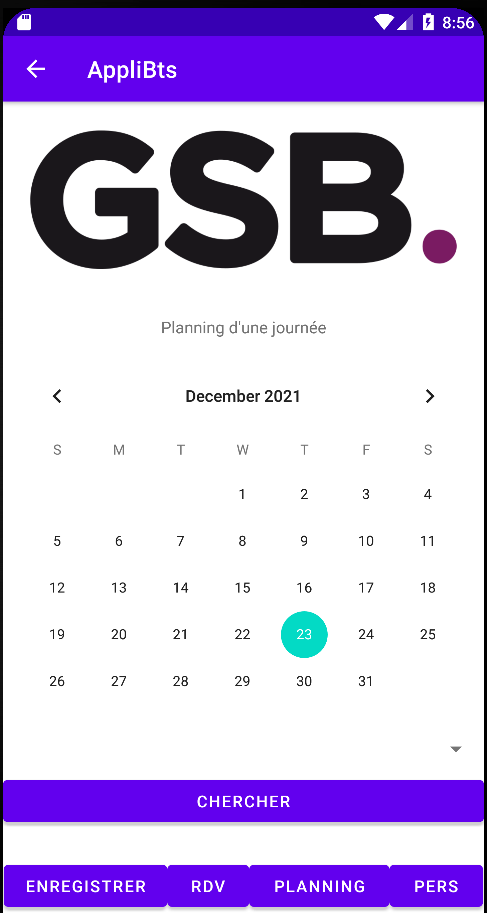 8:56
AppliBts
GSB.
Planning d'une journée
December 2021
S M T W T F S
1 2 3 4
5 6 7 8 9 10 11
12 13 14 15 16 17 18
19 20 21 22 23 24 25
26 27 28 29 30 31
CHERCHER
ENREGISTRER RDV PLANNING PERS